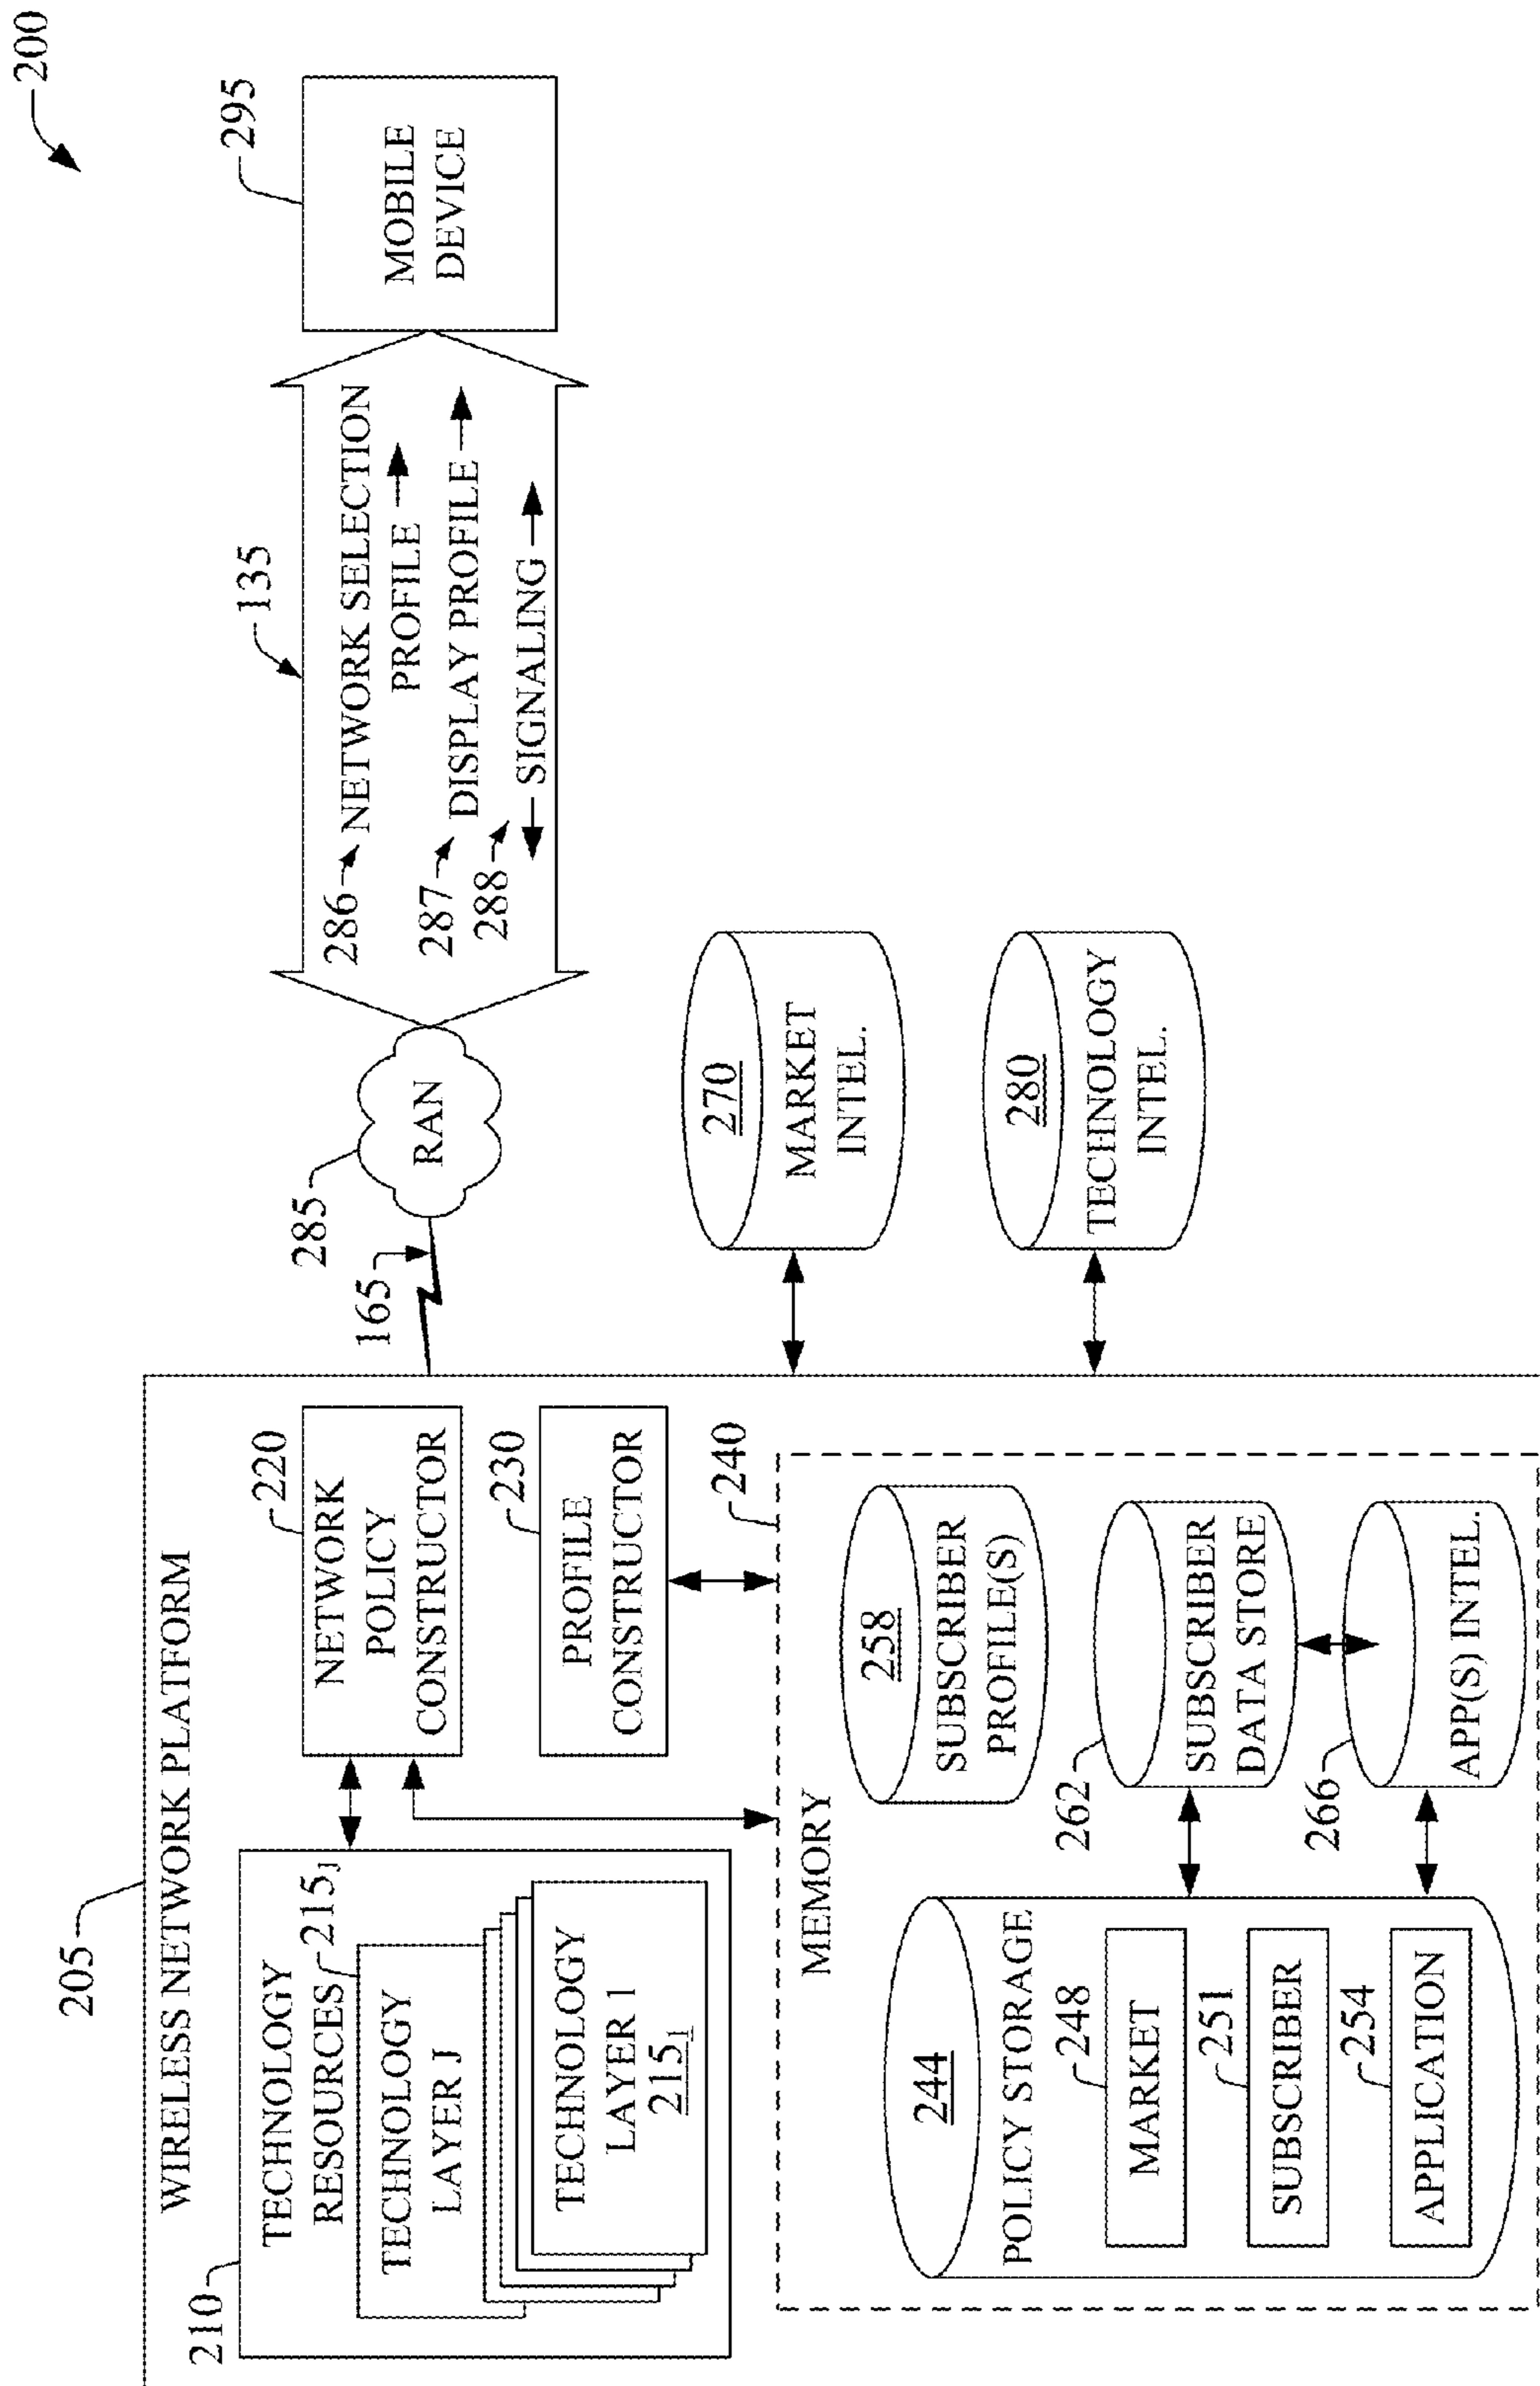 200
205
WIRELESS NETWORK PLATFORM
210
TECHNOLOGY
RESOURCES
215J
TECHNOLOGY
LAYER J
TECHNOLOGY
LAYER 1
2151
220
NETWORK
POLICY
CONSTRUCTOR
230
PROFILE
CONSTRUCTOR
240
MEMORY
244
POLICY STORAGE
248
MARKET
251
SUBSCRIBER
254
APPLICATION
258
SUBSCRIBER
PROFILE(S)
262
SUBSCRIBER
DATA STORE
266
APP(S) INTEL.
165
285
RAN
270
MARKET
INTEL.
280
TECHNOLOGY
INTEL.
135
286
NETWORK SELECTION
PROFILE
287
DISPLAY PROFILE
288
SIGNALING
295
MOBILE
DEVICE